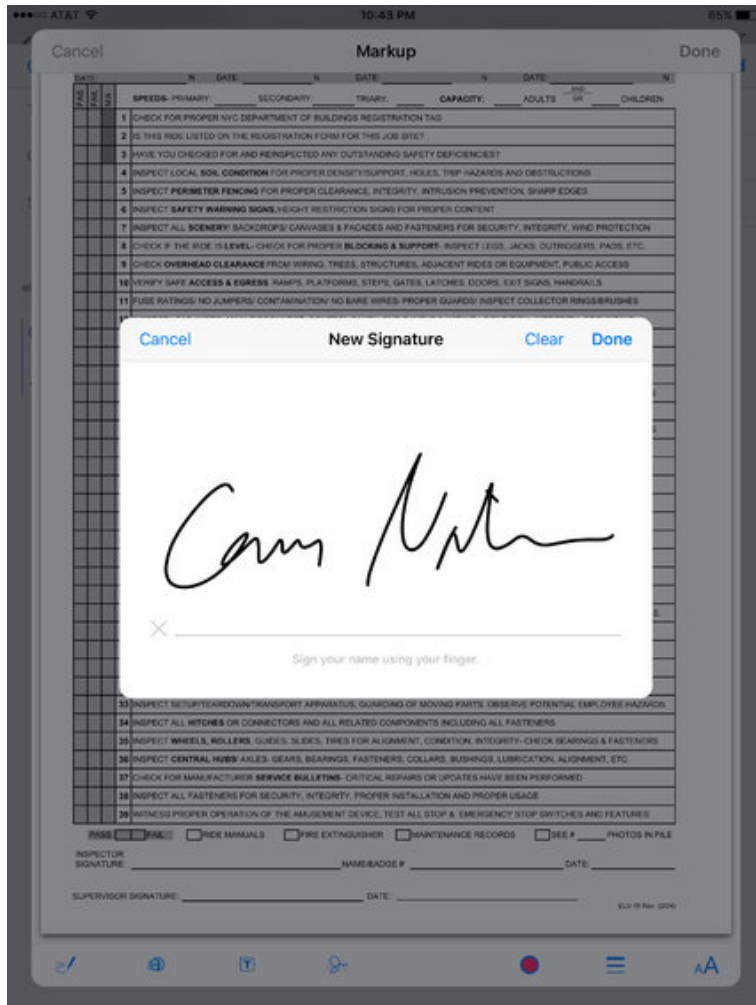 AT&T 10:43 PM 65%
Cancel Markup Done
DATE: N DATE: N DATE: N DATE: N
PAS FAIL N/A SPEEDS- PRIMARY: SECONDARY: TRIARY: CAPACITY: ADULTS AND OR CHILDREN
1 CHECK FOR PROPER NYC DEPARTMENT OF BUILDINGS REGISTRATION TAG
2 IS THIS RIDE LISTED ON THE REGISTRATION FORM FOR THIS JOB SITE?
3 HAVE YOU CHECKED FOR AND REINSPECTED ANY OUTSTANDING SAFETY DEFICIENCIES?
4 INSPECT LOCAL SOIL CONDITION FOR PROPER DENSITY/SUPPORT, HOLES, TRIP HAZARDS AND OBSTRUCTIONS
5 INSPECT PERIMETER FENCING FOR PROPER CLEARANCE, INTEGRITY, INTRUSION PREVENTION, SHARP EDGES
6 INSPECT SAFETY WARNING SIGNS, HEIGHT RESTRICTION SIGNS FOR PROPER CONTENT
7 INSPECT ALL SCENERY/ BACKDROPS/ CANVASES & FACADES AND FASTENERS FOR SECURITY, INTEGRITY, WIND PROTECTION
8 CHECK IF THE RIDE IS LEVEL- CHECK FOR PROPER BLOCKING & SUPPORT- INSPECT LEGS, JACKS, OUTRIGGERS, PADS, ETC.
9 CHECK OVERHEAD CLEARANCE FROM WIRING, TREES, STRUCTURES, ADJACENT RIDES OR EQUIPMENT, PUBLIC ACCESS
10 VERIFY SAFE ACCESS & EGRESS RAMPS, PLATFORMS, STEPS, GATES, LATCHES, DOORS, EXIT SIGNS, HANDRAILS
11 FUSE RATINGS/ NO JUMPERS/ CONTAMINATION/ NO BARE WIRES/ PROPER GUARDS/ INSPECT COLLECTOR RINGS/BRUSHES
Cancel New Signature Clear Done
Sign your name using your finger.
33 INSPECT SETUP/TEARDOWN/TRANSPORT APPARATUS, GUARDING OF MOVING PARTS. OBSERVE POTENTIAL EMPLOYEE HAZARDS
34 INSPECT ALL HITCHES OR CONNECTORS AND ALL RELATED COMPONENTS INCLUDING ALL FASTENERS
35 INSPECT WHEELS, ROLLERS, GUIDES, SLIDES, TIRES FOR ALIGNMENT, CONDITION, INTEGRITY- CHECK BEARINGS & FASTENERS
36 INSPECT CENTRAL HUBS/ AXLES- GEARS, BEARINGS, FASTENERS, COLLARS, BUSHINGS, LUBRICATION, ALIGNMENT, ETC.
37 CHECK FOR MANUFACTURER SERVICE BULLETINS- CRITICAL REPAIRS OR UPDATES HAVE BEEN PERFORMED
38 INSPECT ALL FASTENERS FOR SECURITY, INTEGRITY, PROPER INSTALLATION AND PROPER USAGE
39 WITNESS PROPER OPERATION OF THE AMUSEMENT DEVICE, TEST ALL STOP & EMERGENCY STOP SWITCHES AND FEATURES
PASS FAIL RIDE MANUALS FIRE EXTINGUISHER MAINTENANCE RECORDS SEE # PHOTOS IN FILE
INSPECTOR
SIGNATURE: NAME/BADGE # DATE:
SUPERVISOR SIGNATURE: DATE:
AA